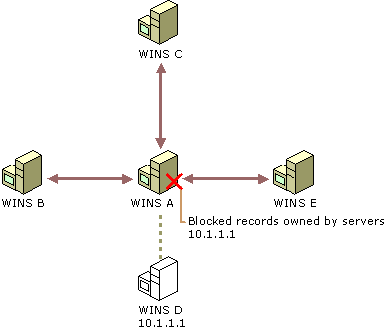 WINS C
WINS B
WINS A
WINS E
Blocked records owned by servers
10.1.1.1
WINS D
10.1.1.1